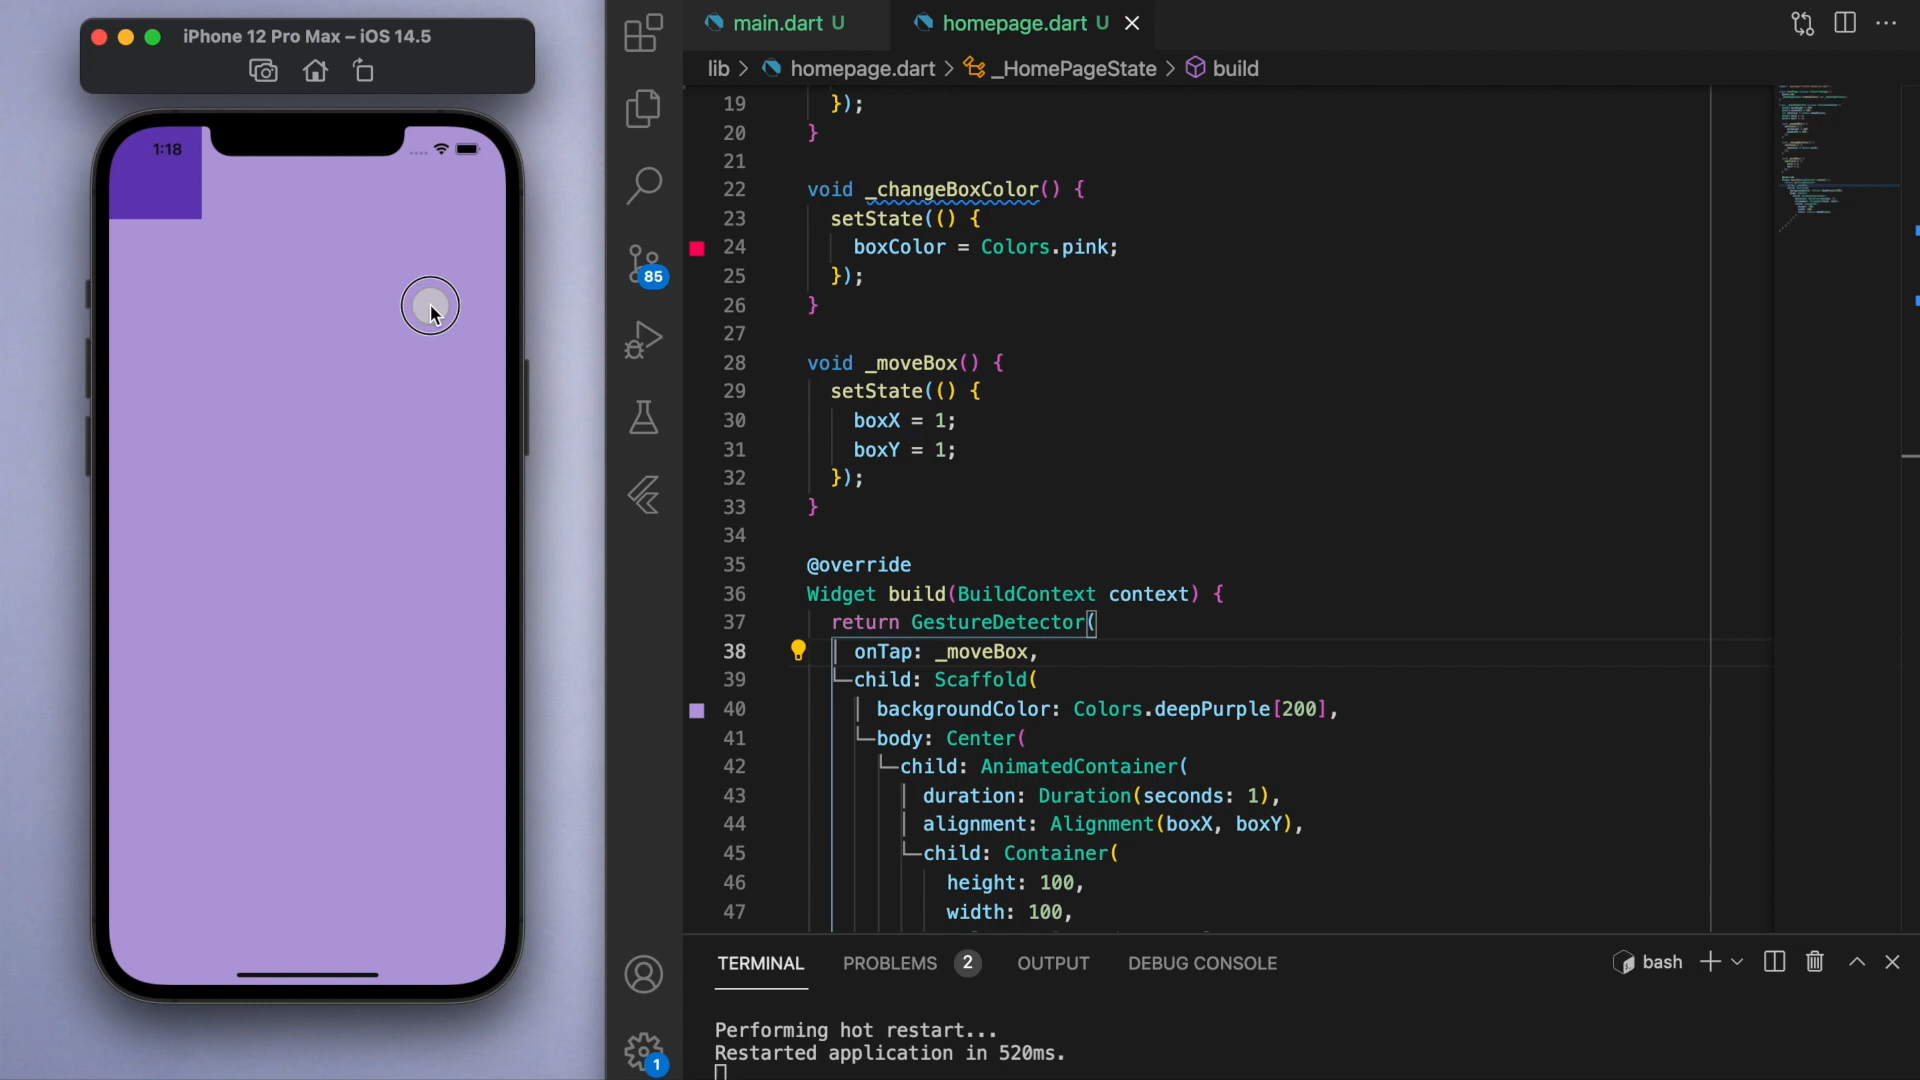 iPhone 12 Pro Max – iOS 14.5
1:18
85
1
main.dart U
homepage.dart U
lib > homepage.dart > _HomePageState > build
19 });
20 }
21
22 void _changeBoxColor() {
23 setState(() {
24 boxColor = Colors.pink;
25 });
26 }
27
28 void _moveBox() {
29 setState(() {
30 boxX = 1;
31 boxY = 1;
32 });
33 }
34
35 @override
36 Widget build(BuildContext context) {
37 return GestureDetector(
38 onTap: _moveBox,
39 child: Scaffold(
40 backgroundColor: Colors.deepPurple[200],
41 body: Center(
42 child: AnimatedContainer(
43 duration: Duration(seconds: 1),
44 alignment: Alignment(boxX, boxY),
45 child: Container(
46 height: 100,
47 width: 100,
TERMINAL PROBLEMS 2 OUTPUT DEBUG CONSOLE bash
Performing hot restart...
Restarted application in 520ms.